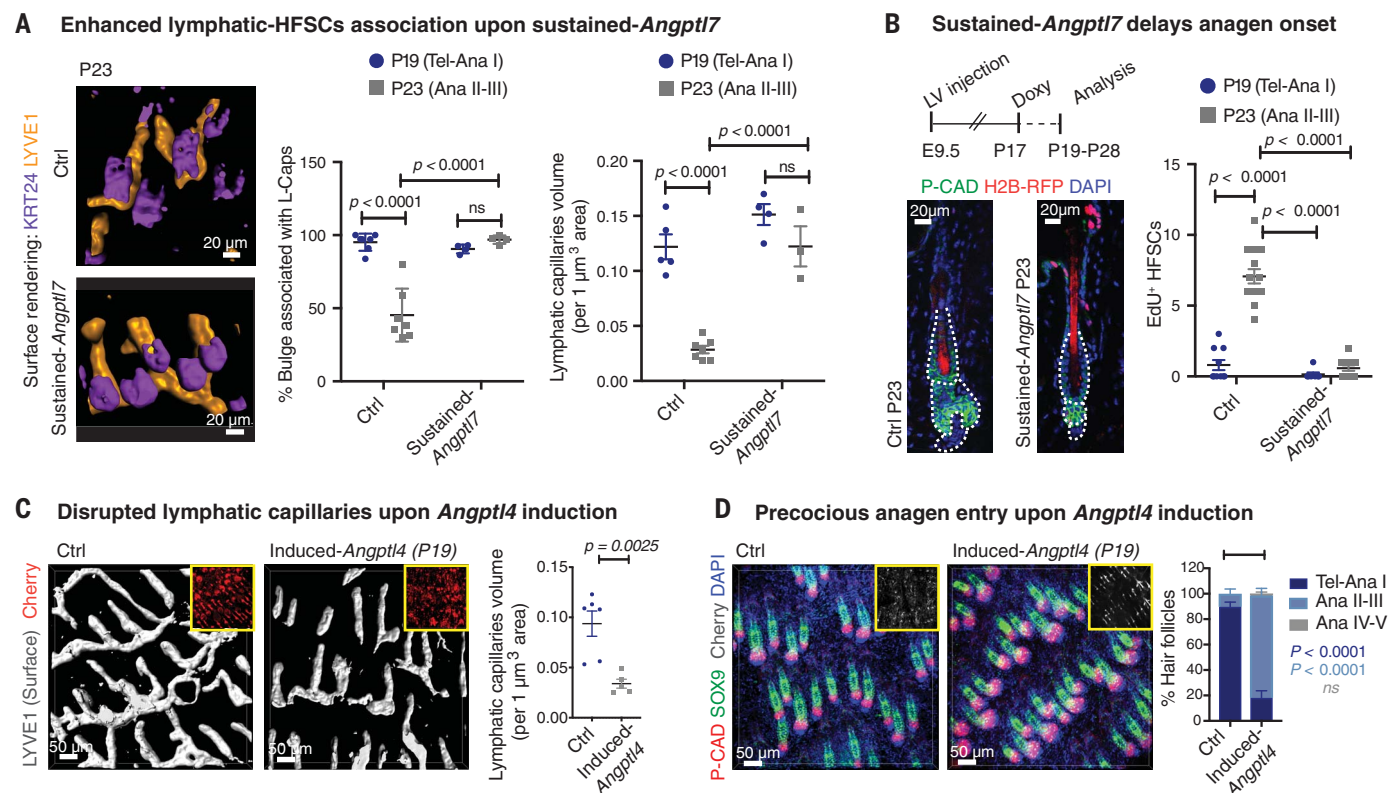 A Enhanced lymphatic-HFSCs association upon sustained-Angptl7
P23
Surface rendering: KRT24 LYVE1
Ctrl
20 µm
Sustained-Angptl7
20 µm
P19 (Tel-Ana I)
P23 (Ana II-III)
% Bulge associated with L-Caps
150
100
50
0
p < 0.0001
p < 0.0001
ns
Ctrl
Sustained-
Angptl7
P19 (Tel-Ana I)
P23 (Ana II-III)
Lymphatic capillaries volume
(per 1 µm³ area)
0.20
0.15
0.10
0.05
0.00
p < 0.0001
p < 0.0001
ns
Ctrl
Sustained-
Angptl7
B Sustained-Angptl7 delays anagen onset
LV injection
Doxy
Analysis
E9.5 P17 P19-P28
P-CAD H2B-RFP DAPI
20µm
20µm
Ctrl P23
Sustained-Angptl7 P23
P19 (Tel-Ana I)
P23 (Ana II-III)
EdU⁺ HFSCs
15
10
5
0
p < 0.0001
p < 0.0001
p < 0.0001
Ctrl
Sustained-
Angptl7
C Disrupted lymphatic capillaries upon Angptl4 induction
LYVE1 (Surface) Cherry
Ctrl
Induced-Angptl4 (P19)
50 µm
50 µm
Lymphatic capillaries volume
(per 1 µm³ area)
p = 0.0025
0.15
0.10
0.05
0.00
Ctrl
Induced-
Angptl4
D Precocious anagen entry upon Angptl4 induction
P-CAD SOX9 Cherry DAPI
Ctrl
Induced-Angptl4 (P19)
50 µm
50 µm
% Hair follicles
120
100
80
60
40
20
0
Ctrl
Induced-
Angptl4
Tel-Ana I
Ana II-III
Ana IV-V
P < 0.0001
P < 0.0001
ns